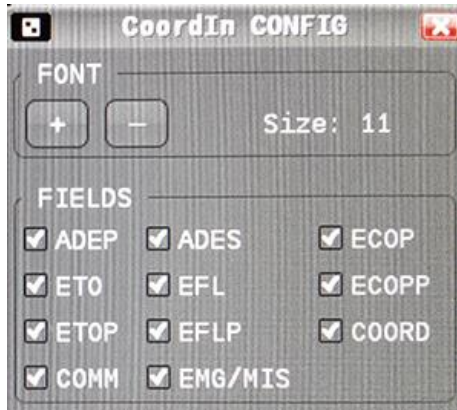 CoordIn CONFIG
FONT
+ − Size: 11
FIELDS
ADEP ADES ECOP
ETO EFL ECOPP
ETOP EFLP COORD
COMM EMG/MIS